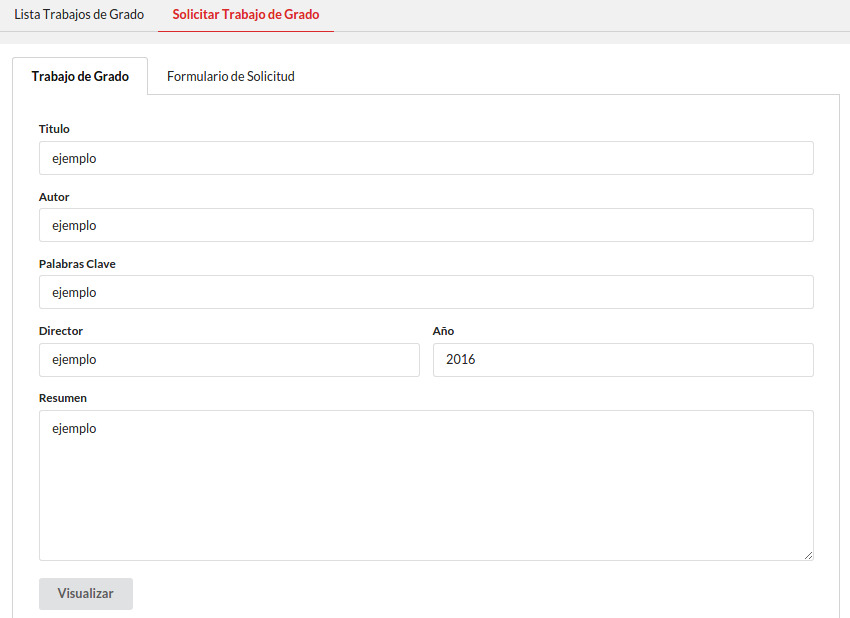 Lista Trabajos de Grado Solicitar Trabajo de Grado
Trabajo de Grado Formulario de Solicitud
Titulo
ejemplo
Autor
ejemplo
Palabras Clave
ejemplo
Director Año
ejemplo 2016
Resumen
ejemplo
Visualizar